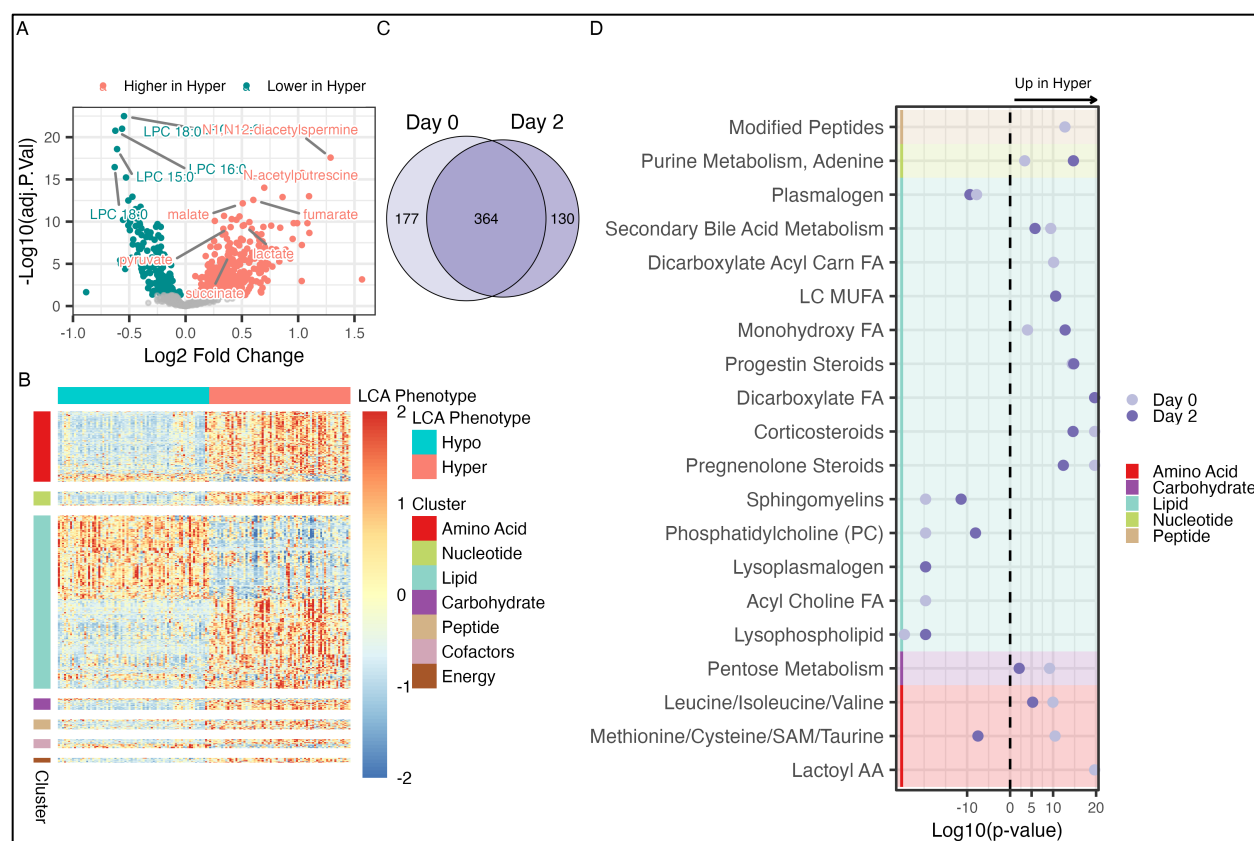 A
Higher in Hyper
Lower in Hyper
LPC 18:0
N1,N12-diacetylspermine
LPC 16:0
LPC 15:0
N-acetylputrescine
LPC 18:0
malate
fumarate
pyruvate
lactate
succinate
-Log10(adj.P.Val)
20
15
10
5
0
-1.0 -0.5 0.0 0.5 1.0 1.5
Log2 Fold Change
B
LCA Phenotype
2
1
0
-1
-2
LCA Phenotype
Hypo
Hyper
Cluster
Amino Acid
Nucleotide
Lipid
Carbohydrate
Peptide
Cofactors
Energy
Cluster
C
Day 0 Day 2
177 364 130
D
Up in Hyper
Modified Peptides
Purine Metabolism, Adenine
Plasmalogen
Secondary Bile Acid Metabolism
Dicarboxylate Acyl Carn FA
LC MUFA
Monohydroxy FA
Progestin Steroids
Dicarboxylate FA
Corticosteroids
Pregnenolone Steroids
Sphingomyelins
Phosphatidylcholine (PC)
Lysoplasmalogen
Acyl Choline FA
Lysophospholipid
Pentose Metabolism
Leucine/Isoleucine/Valine
Methionine/Cysteine/SAM/Taurine
Lactoyl AA
-10 0 5 10 20
Log10(p-value)
Day 0
Day 2
Amino Acid
Carbohydrate
Lipid
Nucleotide
Peptide